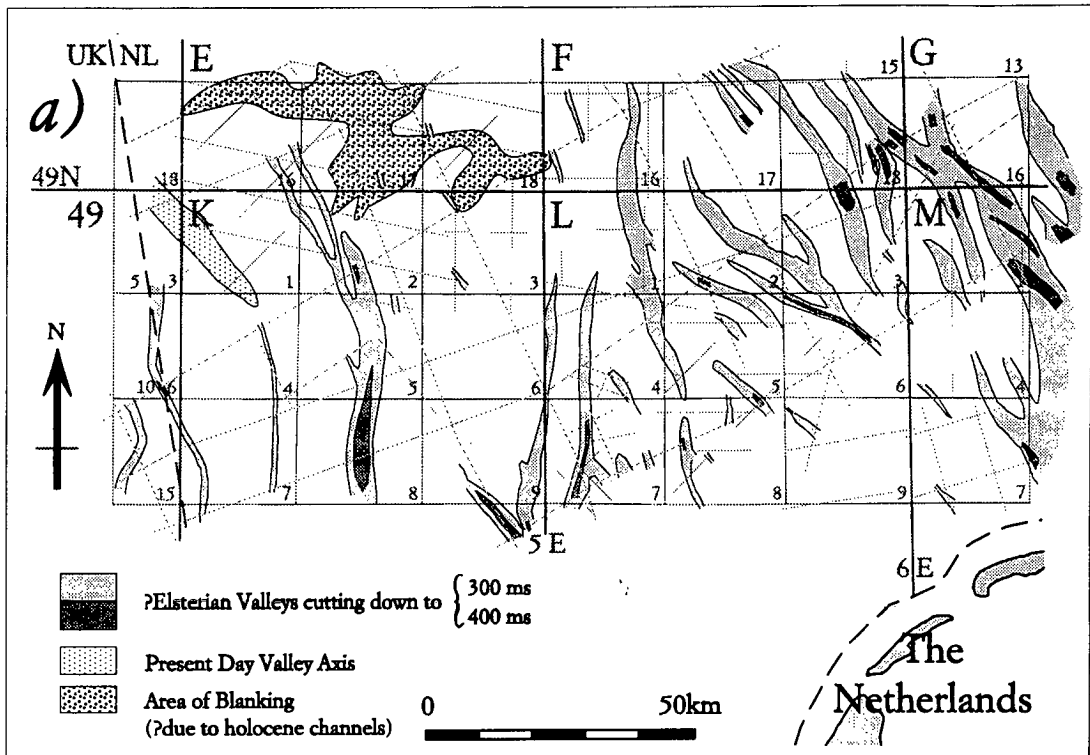 UK\NL E F G
15 13
a)
49N 18 16 17 18 16 17 18 16
49 K L M
5 3 1 2 3 1 2 3 1
N
10 6 4 5 6 4 5 6 4
15 7 8 9 7 8 9 7
5 E
6 E
?Elsterian Valleys cutting down to { 300 ms
400 ms
Present Day Valley Axis
Area of Blanking
(?due to holocene channels)
0 50km
The
Netherlands